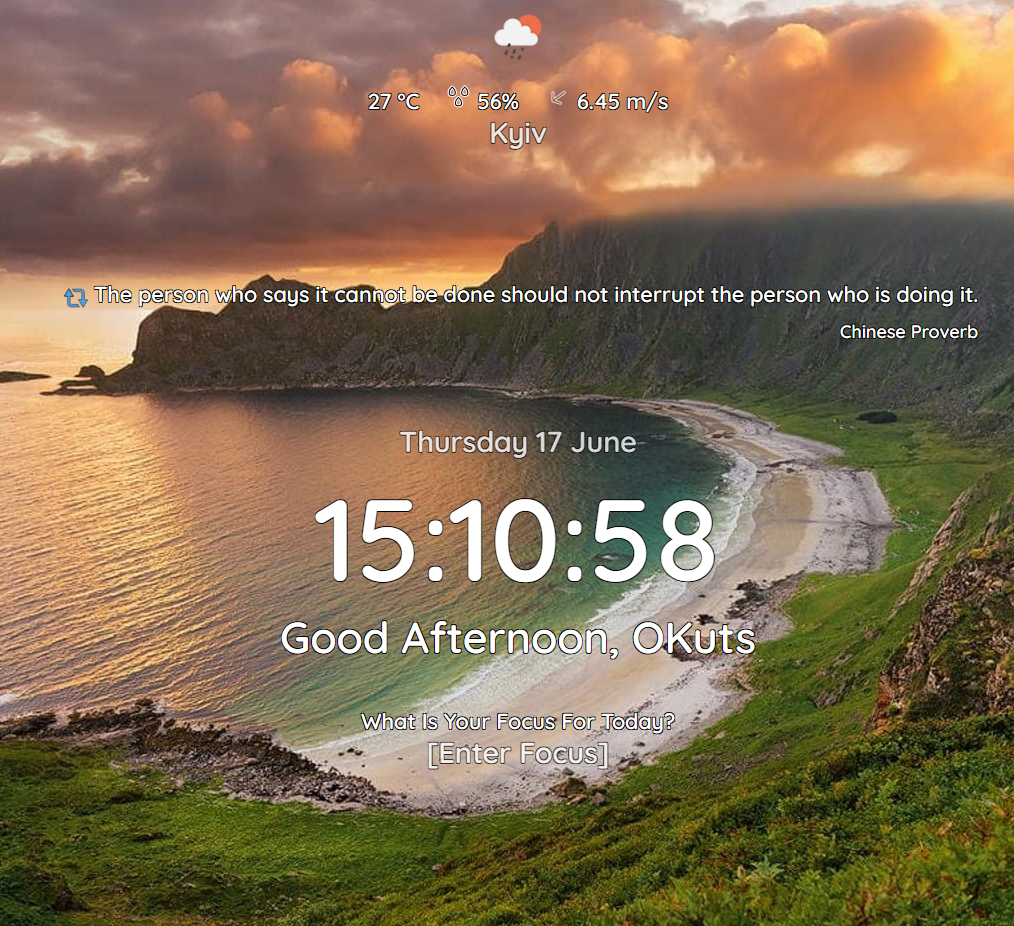 27 °C 56% 6.45 m/s
Kyiv
The person who says it cannot be done should not interrupt the person who is doing it.
Chinese Proverb
Thursday 17 June
15:10:58
Good Afternoon, OKuts
What Is Your Focus For Today?
[Enter Focus]